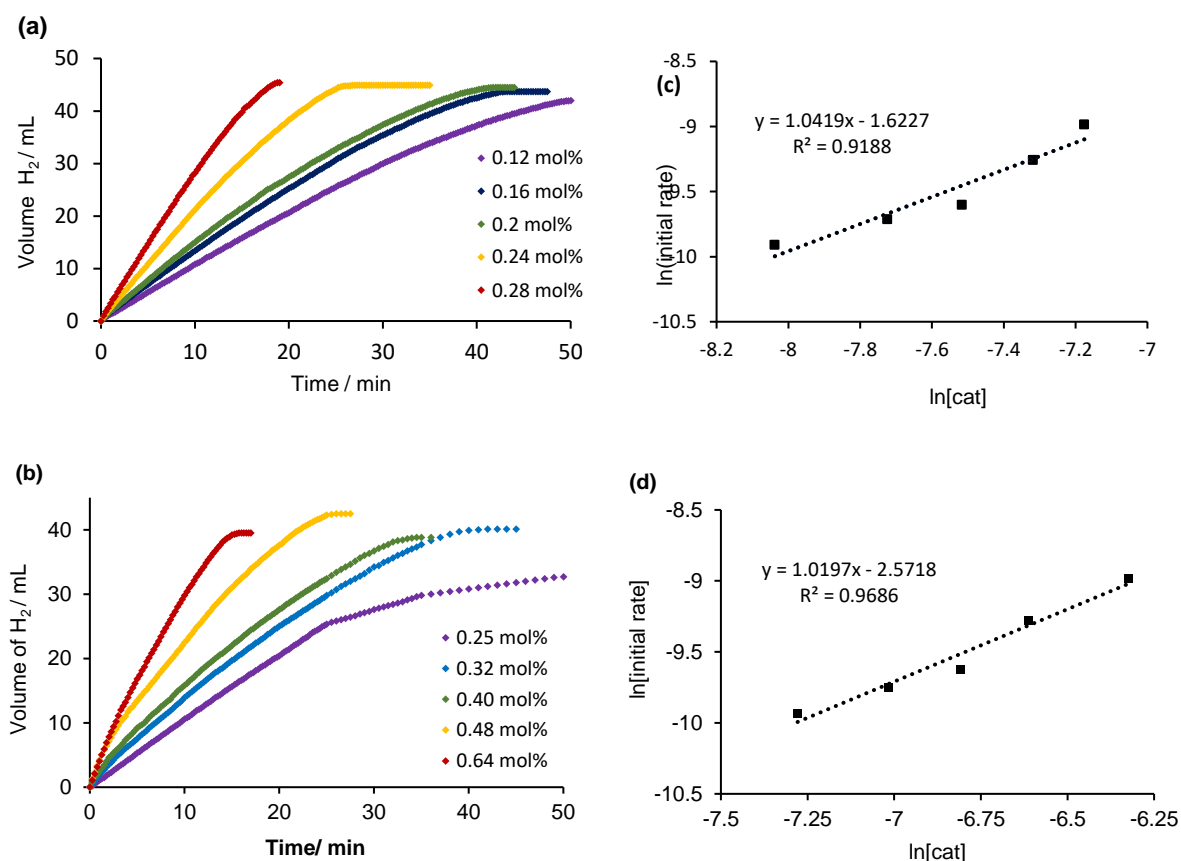 (a)
50
40
30
20
10
0
Volume H₂ / mL
0 10 20 30 40 50
Time / min
0.12 mol%
0.16 mol%
0.2 mol%
0.24 mol%
0.28 mol%
(c)
-8.5
-9
-9.5
-10
-10.5
ln(initial rate)
y = 1.0419x - 1.6227
R² = 0.9188
-8.2 -8 -7.8 -7.6 -7.4 -7.2 -7
ln[cat]
(b)
40
30
20
10
0
Volume of H₂ / mL
0 10 20 30 40 50
Time/ min
0.25 mol%
0.32 mol%
0.40 mol%
0.48 mol%
0.64 mol%
(d)
-8.5
-9
-9.5
-10
-10.5
ln[initial rate]
y = 1.0197x - 2.5718
R² = 0.9686
-7.5 -7.25 -7 -6.75 -6.5 -6.25
ln[cat]